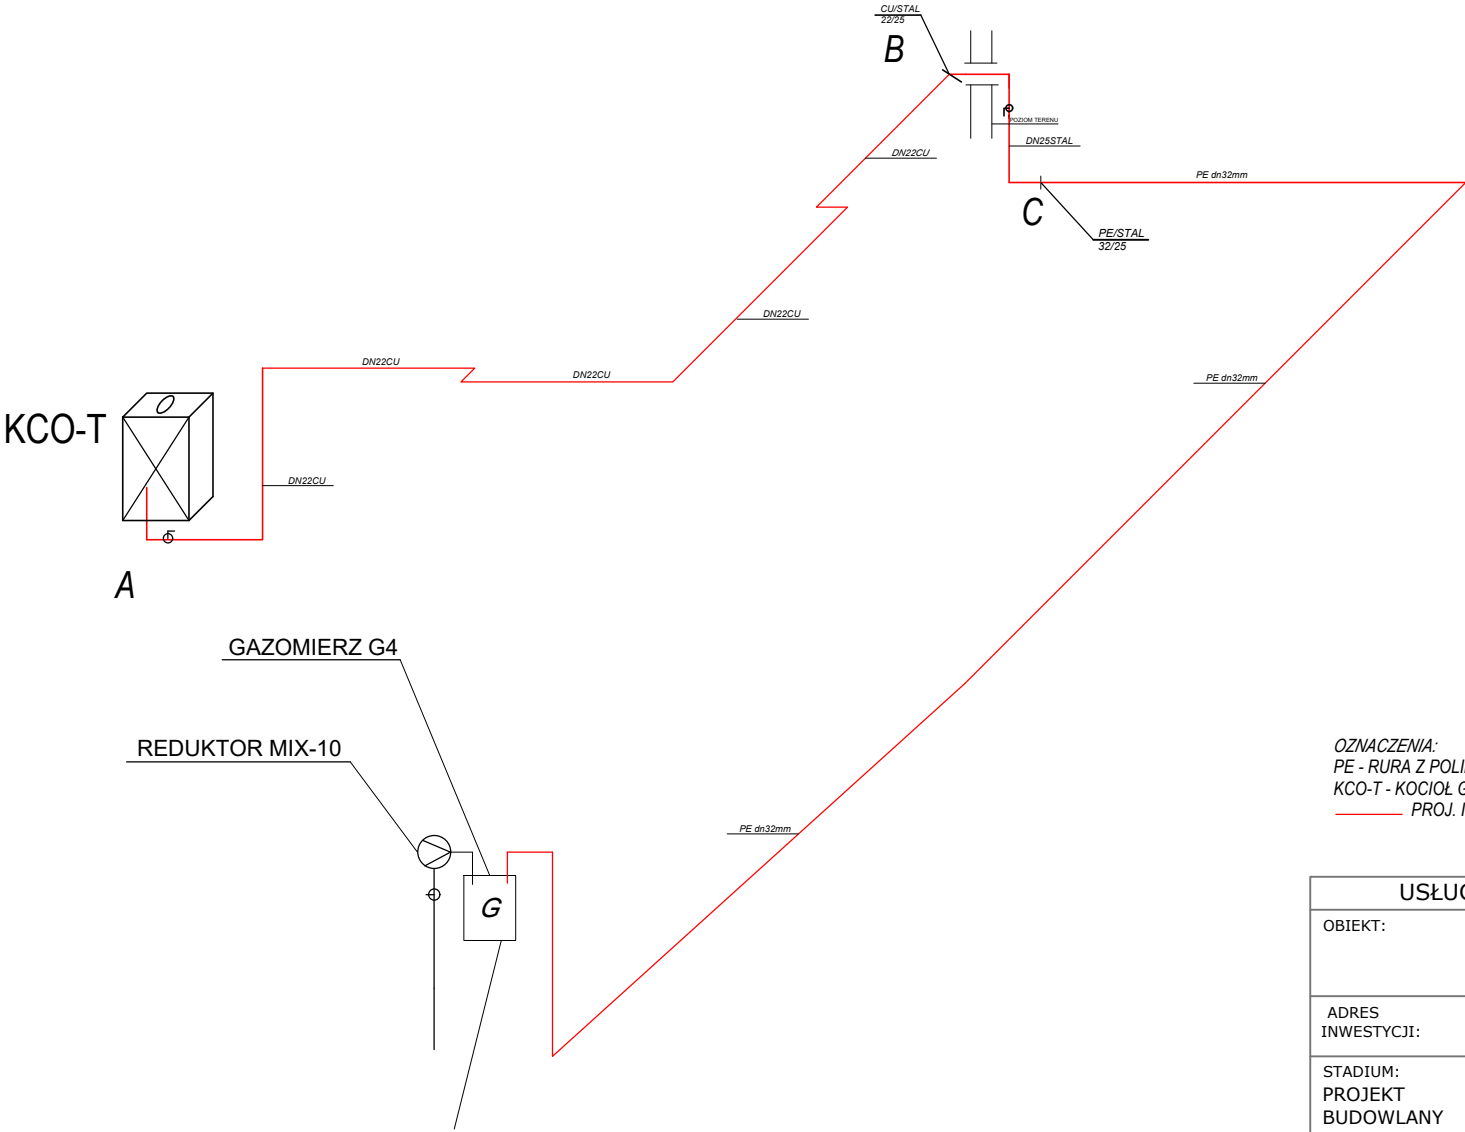 CU/STAL
22/25
B
POZIOM TERENU
DN22CU
DN25STAL
PE dn32mm
C
PE/STAL
32/25
DN22CU
DN22CU
DN22CU
PE dn32mm
KCO-T
DN22CU
A
GAZOMIERZ G4
REDUKTOR MIX-10
OZNACZENIA:
PE - RURA Z POLI
KCO-T - KOCIOŁ G
PROJ. I
PE dn32mm
G
USŁUG
OBIEKT:
ADRES
INWESTYCJI:
STADIUM:
PROJEKT
BUDOWLANY